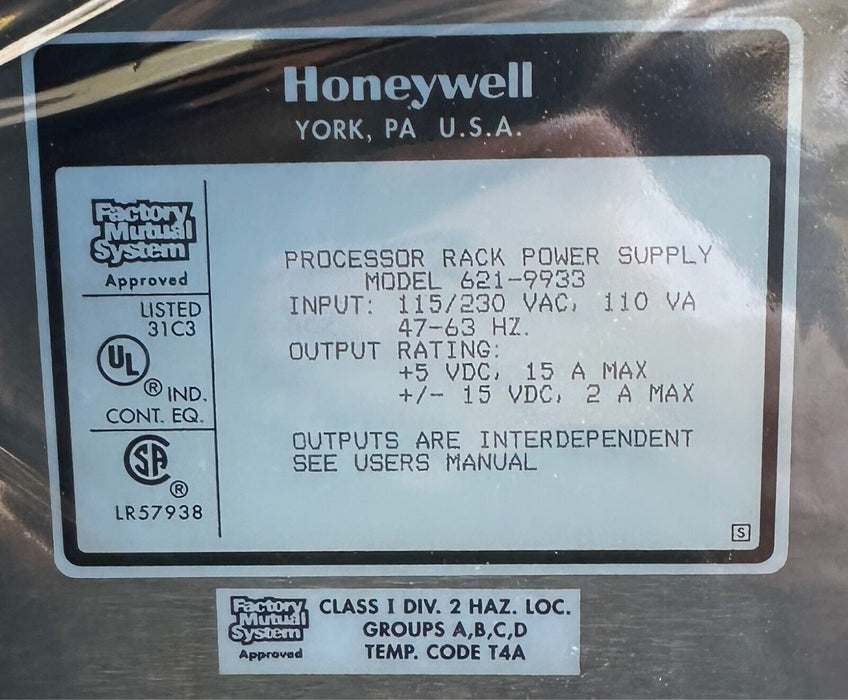 Honeywell
YORK, PA U.S.A.
Factory
Mutual
System
Approved
LISTED
31C3
UL
® IND.
CONT. EQ.
SA
®
LR57938
PROCESSOR RACK POWER SUPPLY
MODEL 621-9933
INPUT: 115/230 VAC, 110 VA
47-63 HZ.
OUTPUT RATING:
+5 VDC, 15 A MAX
+/- 15 VDC, 2 A MAX
OUTPUTS ARE INTERDEPENDENT
SEE USERS MANUAL
S
Factory
Mutual
System
Approved
CLASS I DIV. 2 HAZ. LOC.
GROUPS A,B,C,D
TEMP. CODE T4A